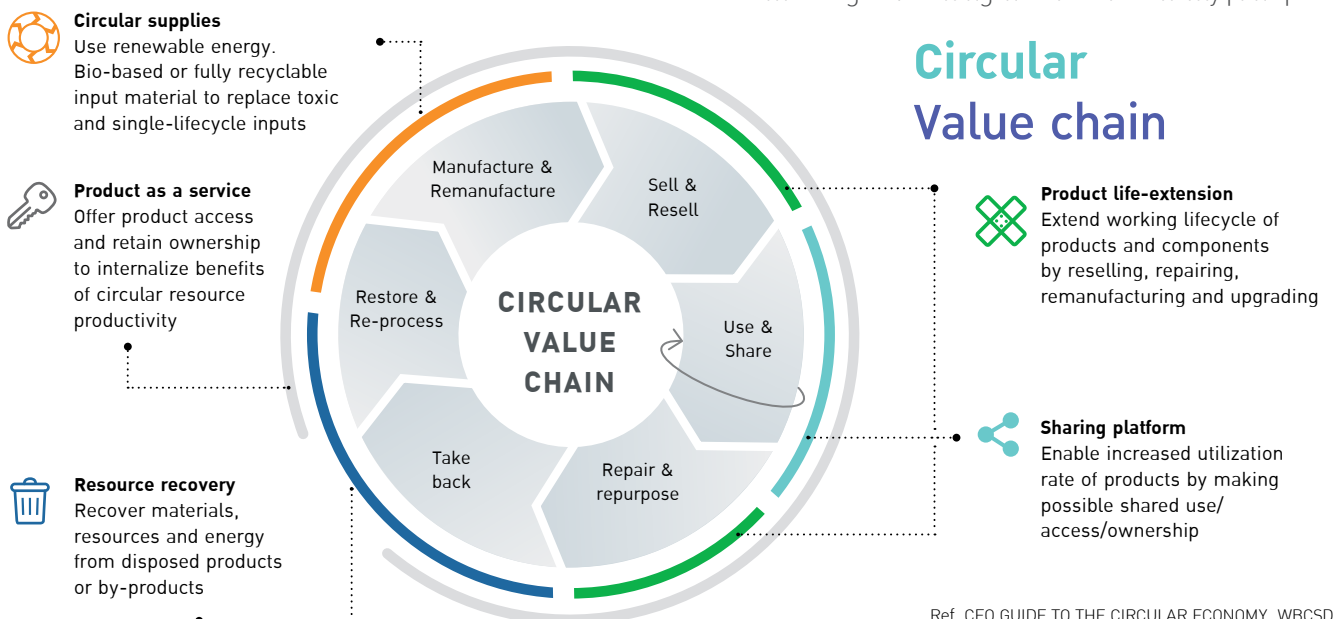 Circular supplies
Use renewable energy.
Bio-based or fully recyclable
input material to replace toxic
and single-lifecycle inputs
Product as a service
Offer product access
and retain ownership
to internalize benefits
of circular resource
productivity
Resource recovery
Recover materials,
resources and energy
from disposed products
or by-products
Manufacture &
Remanufacture
Sell &
Resell
Use &
Share
Repair &
repurpose
Take
back
Restore &
Re-process
CIRCULAR
VALUE
CHAIN
Circular
Value chain
Product life-extension
Extend working lifecycle of
products and components
by reselling, repairing,
remanufacturing and upgrading
Sharing platform
Enable increased utilization
rate of products by making
possible shared use/
access/ownership
Ref. CEO GUIDE TO THE CIRCULAR ECONOMY, WBCSD